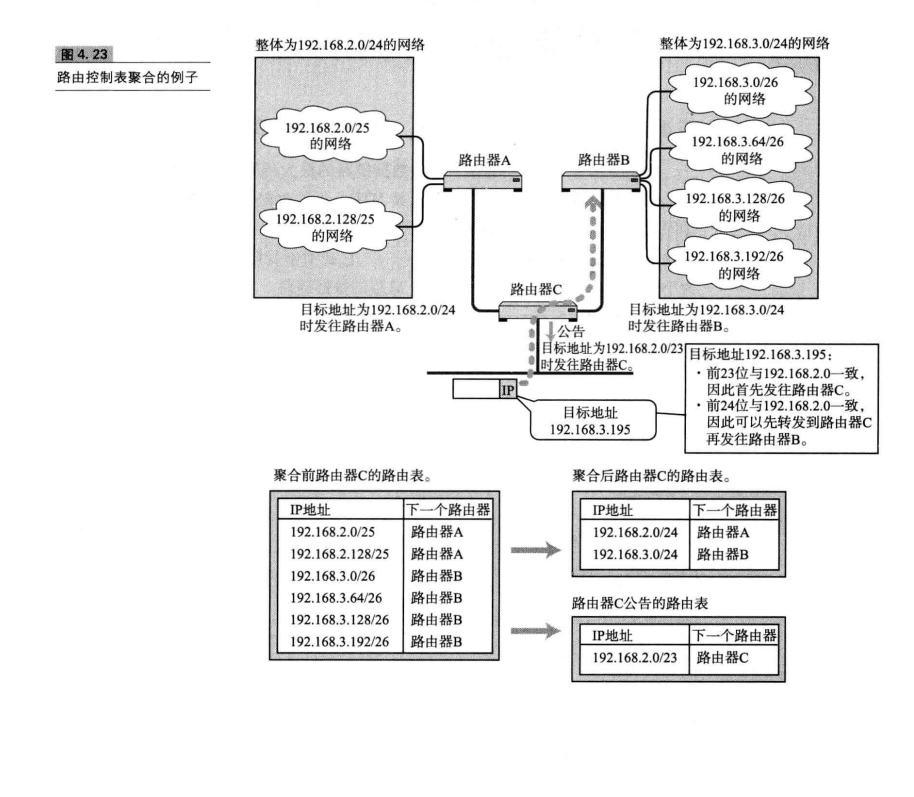 图 4.23
路由控制表聚合的例子
整体为192.168.2.0/24的网络
192.168.2.0/25
的网络
192.168.2.128/25
的网络
路由器A
目标地址为192.168.2.0/24
时发往路由器A。
整体为192.168.3.0/24的网络
192.168.3.0/26
的网络
192.168.3.64/26
的网络
192.168.3.128/26
的网络
192.168.3.192/26
的网络
路由器B
目标地址为192.168.3.0/24
时发往路由器B。
路由器C
公告
目标地址为192.168.2.0/23
时发往路由器C。
IP
目标地址
192.168.3.195
目标地址192.168.3.195：
·前23位与192.168.2.0一致，
因此首先发往路由器C。
·前24位与192.168.2.0一致，
因此可以先转发到路由器C
再发往路由器B。
聚合前路由器C的路由表。
IP地址 下一个路由器
192.168.2.0/25 路由器A
192.168.2.128/25 路由器A
192.168.3.0/26 路由器B
192.168.3.64/26 路由器B
192.168.3.128/26 路由器B
192.168.3.192/26 路由器B
聚合后路由器C的路由表。
IP地址 下一个路由器
192.168.2.0/24 路由器A
192.168.3.0/24 路由器B
路由器C公告的路由表
IP地址 下一个路由器
192.168.2.0/23 路由器C